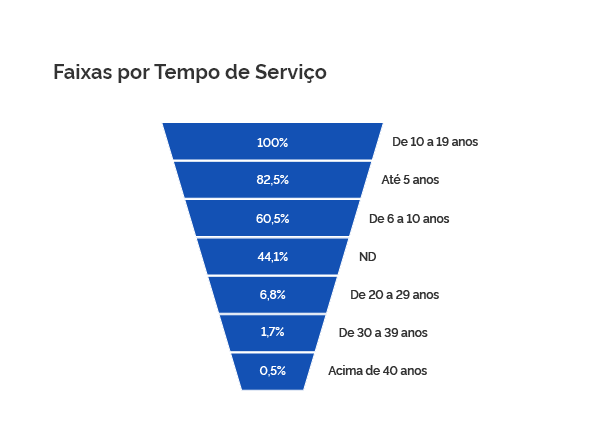 Faixas por Tempo de Serviço
100% De 10 a 19 anos
82,5% Até 5 anos
60,5% De 6 a 10 anos
44,1% ND
6,8% De 20 a 29 anos
1,7% De 30 a 39 anos
0,5% Acima de 40 anos